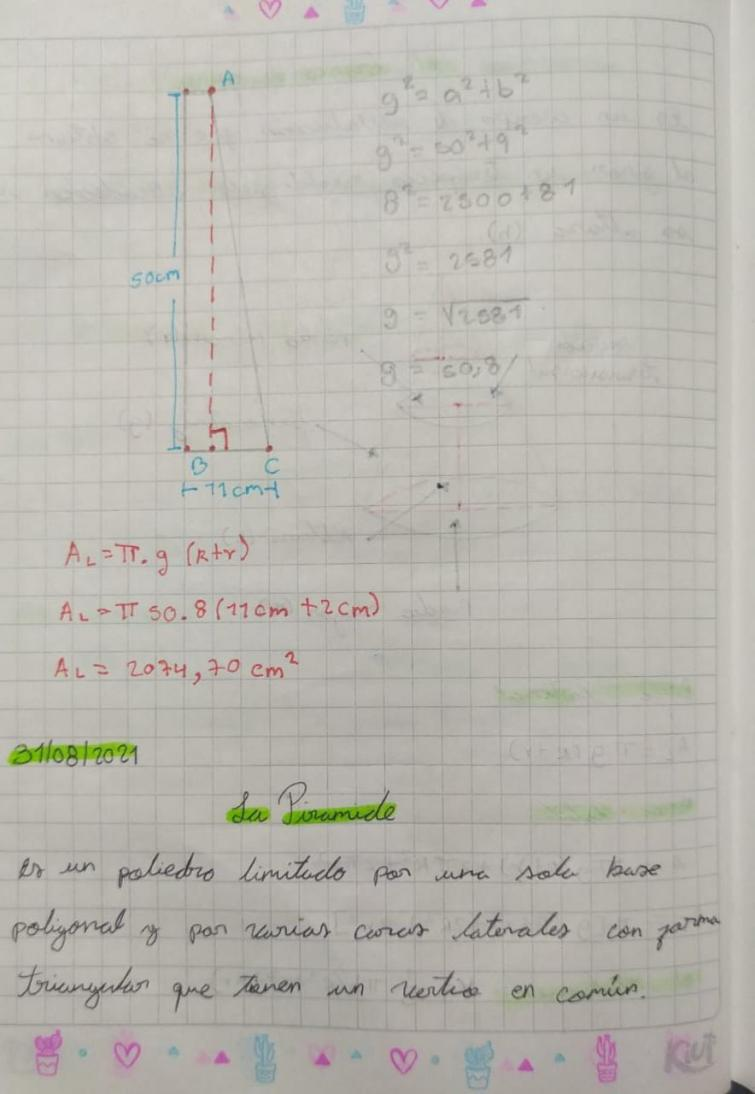 A
g² = a² + b²
g² = 50² + 9²
g² = 2500 + 81
g² = 2581
g = √2581
g = 50,8
50cm
B C
11cm
A_L = π. g (R+r)
A_L = π 50.8 (11cm + 2cm)
A_L = 2074,70 cm²
31/08/2021
La Piramide
Es un poliedro limitado por una sola base
poligonal y por varias caras laterales con forma
triangular que tienen un vertice en común.
Kiut